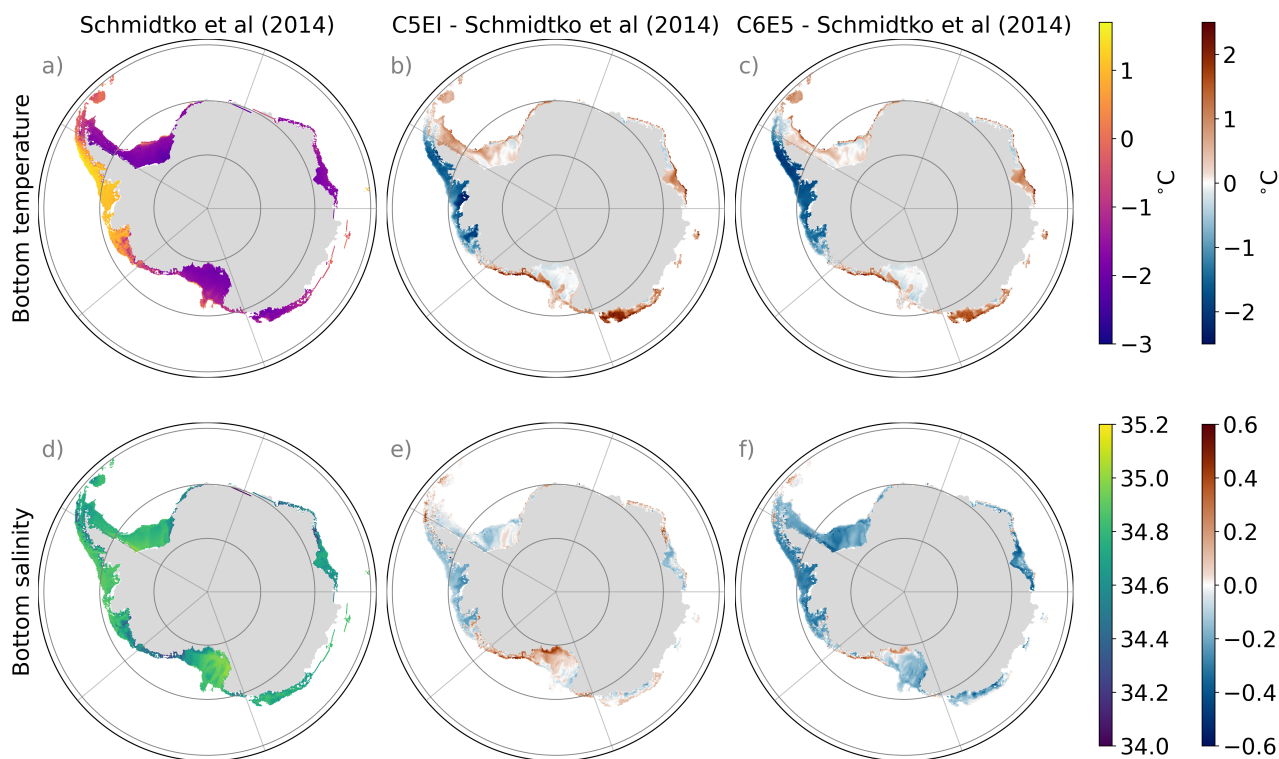 Schmidtko et al (2014)
C5EI - Schmidtko et al (2014)
C6E5 - Schmidtko et al (2014)
Bottom temperature
a)
b)
c)
1
0
−1
−2
−3
°C
2
1
0
−1
−2
°C
Bottom salinity
d)
e)
f)
35.2
35.0
34.8
34.6
34.4
34.2
34.0
0.6
0.4
0.2
0.0
−0.2
−0.4
−0.6